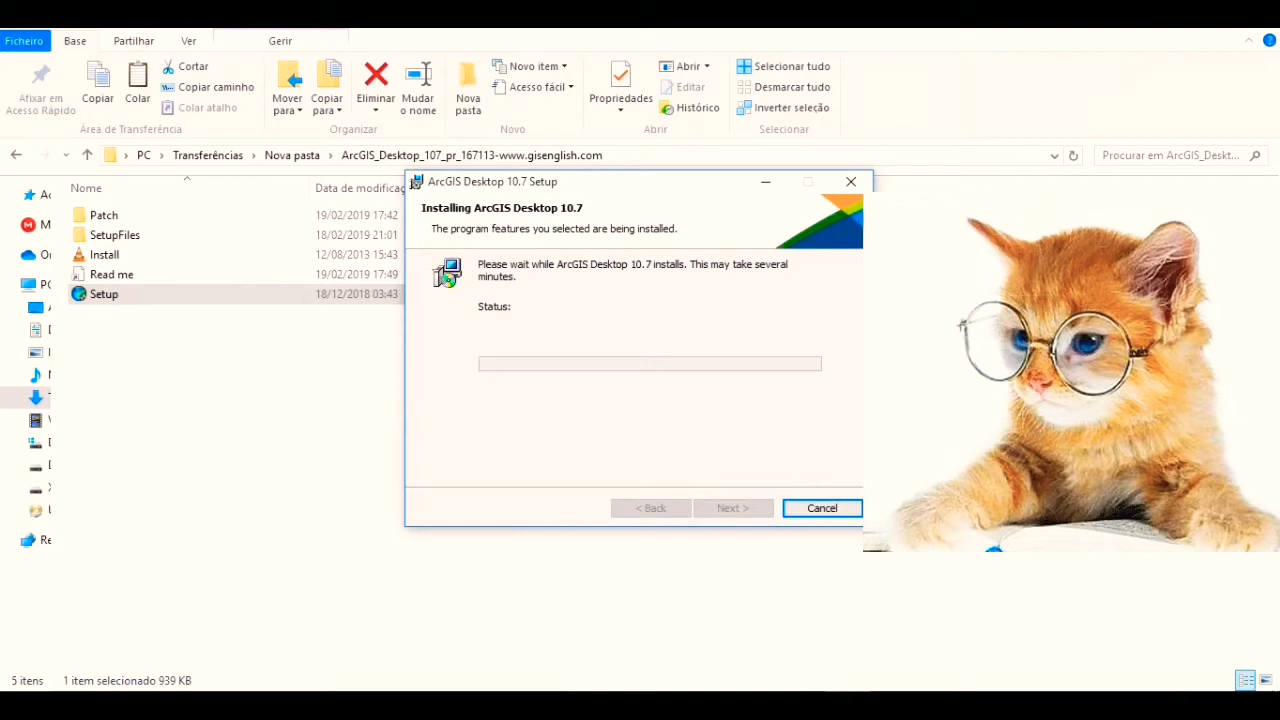 Ficheiro Base Partilhar Ver Gerir
Afixar em
Acesso Rápido
Copiar
Colar
Cortar
Copiar caminho
Colar atalho
Área de Transferência
Mover
para
Copiar
para
Eliminar
Mudar
o nome
Organizar
Nova
pasta
Novo item
Acesso fácil
Novo
Propriedades
Abrir
Editar
Histórico
Abrir
Selecionar tudo
Desmarcar tudo
Inverter seleção
Selecionar
PC > Transferências > Nova pasta > ArcGIS_Desktop_107_pr_167113-www.gisenglish.com
Procurar em ArcGIS_Deskt...
Nome Data de modificaç
Patch 19/02/2019 17:42
SetupFiles 18/02/2019 21:01
Install 12/08/2013 15:43
Read me 19/02/2019 17:49
Setup 18/12/2018 03:43
ArcGIS Desktop 10.7 Setup
Installing ArcGIS Desktop 10.7
The program features you selected are being installed.
Please wait while ArcGIS Desktop 10.7 installs. This may take several
minutes.
Status:
< Back Next > Cancel
5 itens 1 item selecionado 939 KB